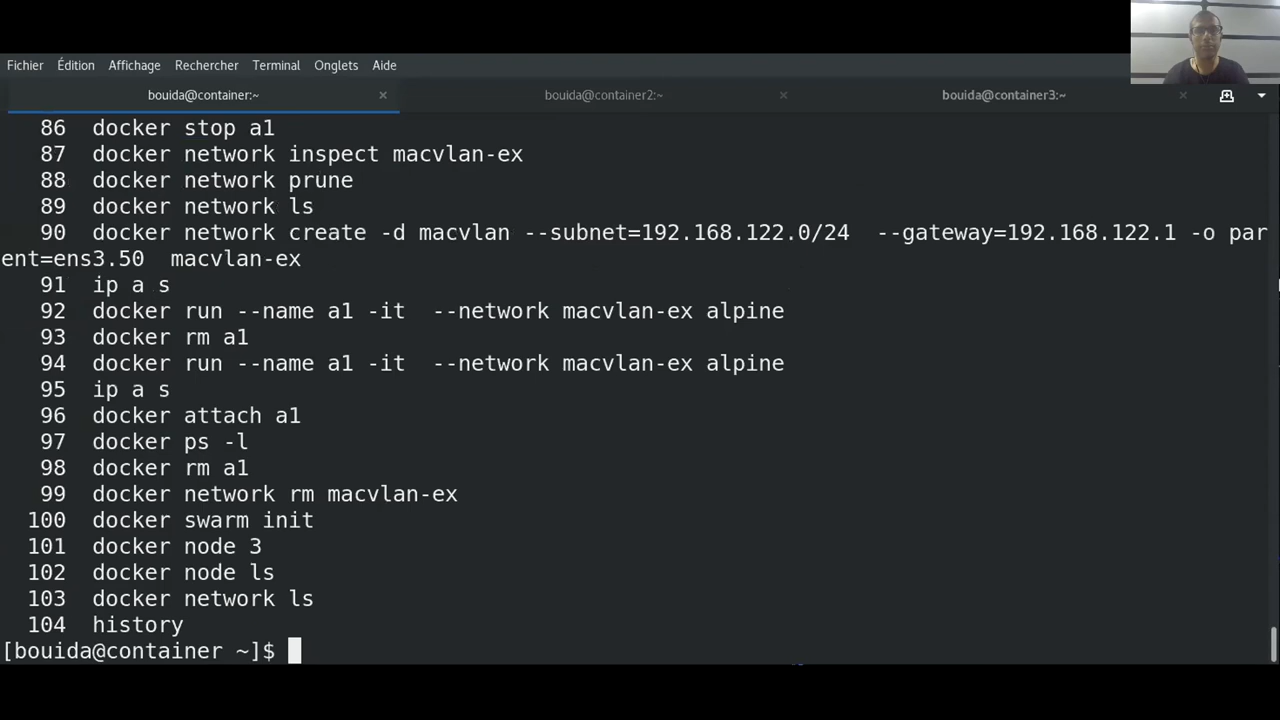 Fichier Édition Affichage Rechercher Terminal Onglets Aide
bouida@container:~ × bouida@container2:~ × bouida@container3:~ ×
86 docker stop a1
87 docker network inspect macvlan-ex
88 docker network prune
89 docker network ls
90 docker network create -d macvlan --subnet=192.168.122.0/24 --gateway=192.168.122.1 -o par
ent=ens3.50 macvlan-ex
91 ip a s
92 docker run --name a1 -it --network macvlan-ex alpine
93 docker rm a1
94 docker run --name a1 -it --network macvlan-ex alpine
95 ip a s
96 docker attach a1
97 docker ps -l
98 docker rm a1
99 docker network rm macvlan-ex
100 docker swarm init
101 docker node 3
102 docker node ls
103 docker network ls
104 history
[bouida@container ~]$